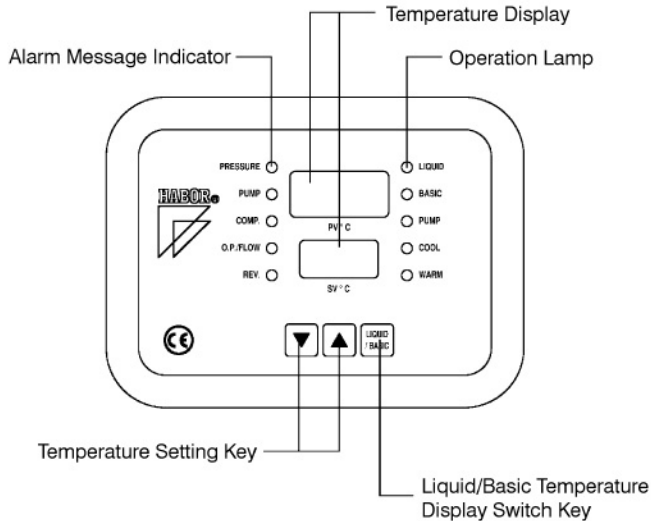 Temperature Display
Alarm Message Indicator
Operation Lamp
PRESSURE
PUMP
COMP.
O.P./FLOW
REV.
HABOR®
PV°C
SV°C
LIQUID
BASIC
PUMP
COOL
WARM
CE
▼
▲
LIQUID
/ BASIC
Temperature Setting Key
Liquid/Basic Temperature
Display Switch Key